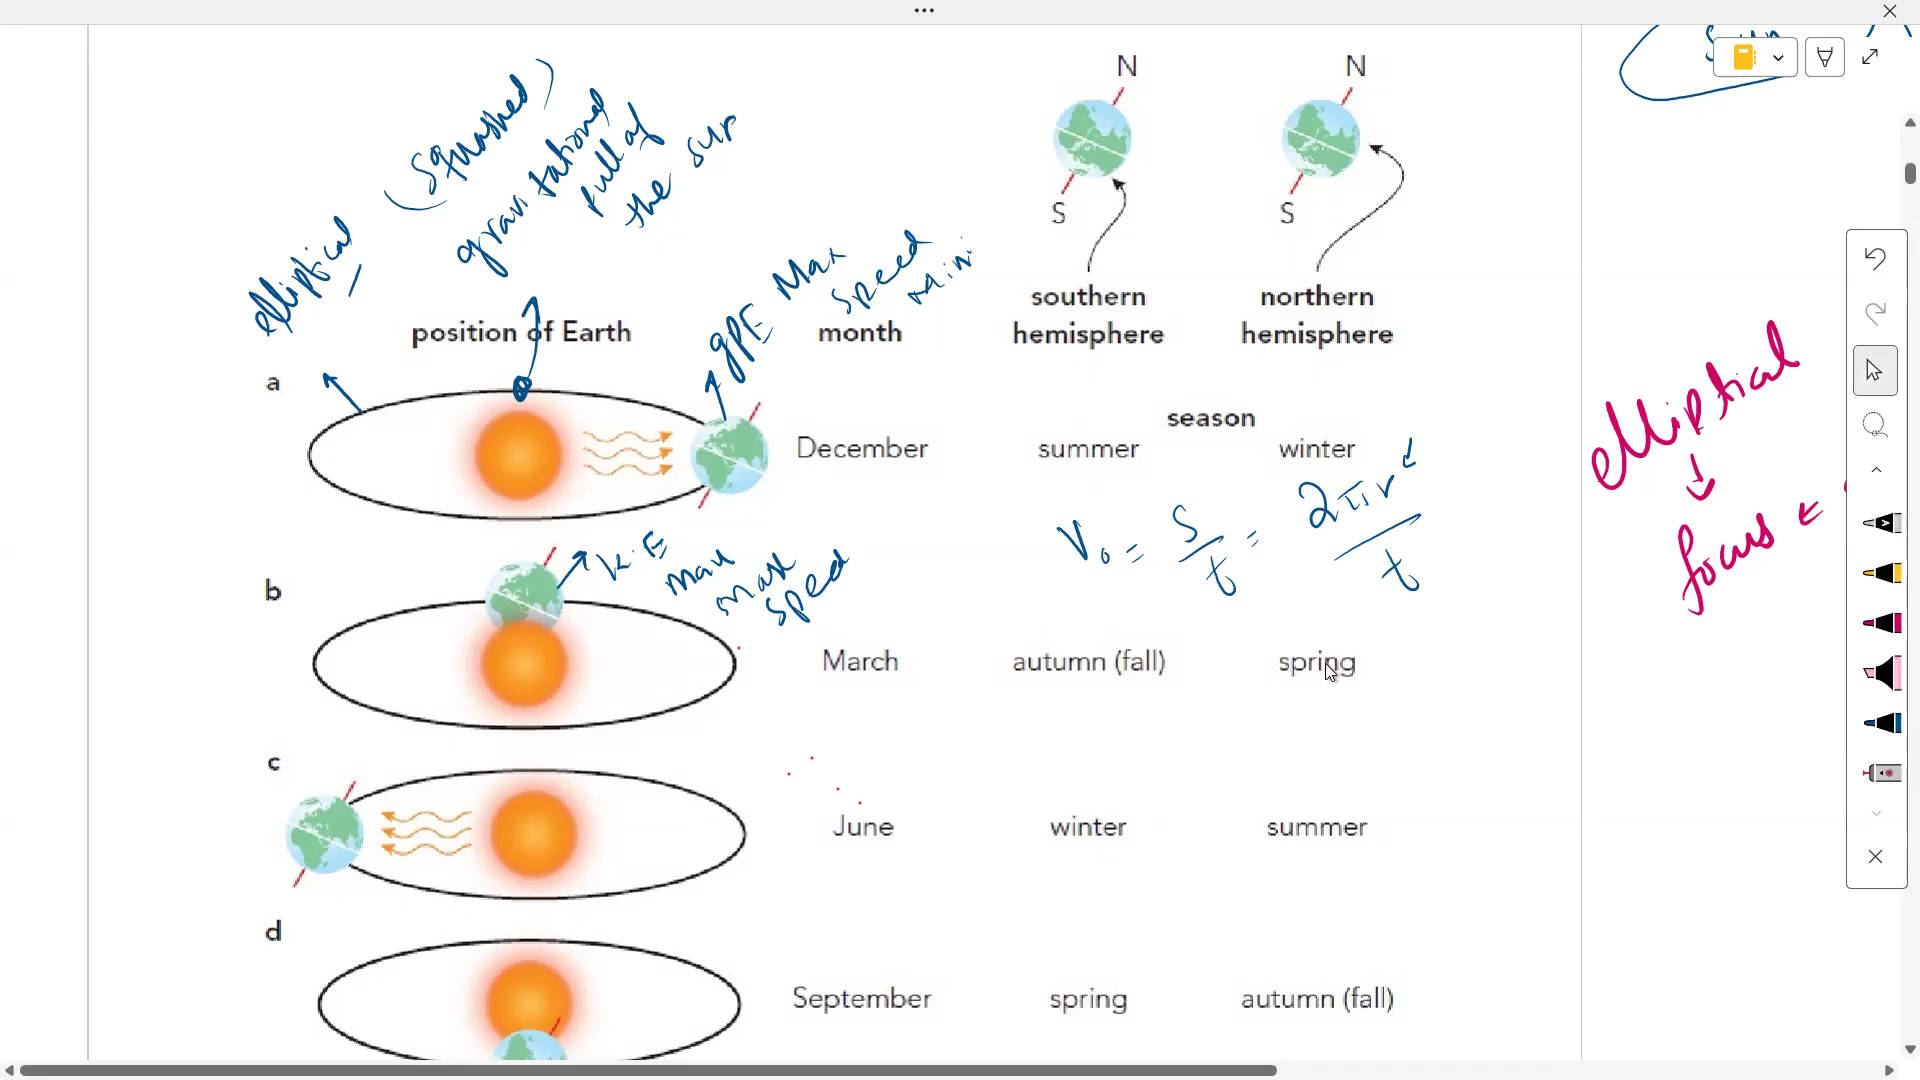 N
N
S
S
southern
hemisphere
northern
hemisphere
elliptical
(squashed)
gravitational
pull of
the sun
position of Earth
month
gPE Max
speed
Min.
a
season
December
summer
winter
V₀ = s/t = 2πr/t
b
K.E
max
max
speed
March
autumn (fall)
spring
c
June
winter
summer
d
September
spring
autumn (fall)
elliptical
focus